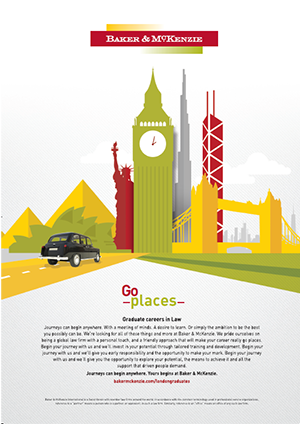 BAKER & MCKENZIE
Go
places
Graduate careers in Law
Journeys can begin anywhere. With a meeting of minds. A desire to learn. Or simply the ambition to be the best
you possibly can be. We're looking for all of these things and more at Baker & McKenzie. We pride ourselves on
being a global law firm with a personal touch, and a friendly approach that will make your career really go places.
Begin your journey with us and we'll invest in your potential through tailored training and development. Begin your
journey with us and we'll give you early responsibility and the opportunity to make your mark. Begin your journey
with us and we'll give you the opportunity to explore your potential, the means to achieve it and all the
support that driven people demand.
Journeys can begin anywhere. Yours begins at Baker & McKenzie.
bakermckenzie.com/londongraduates